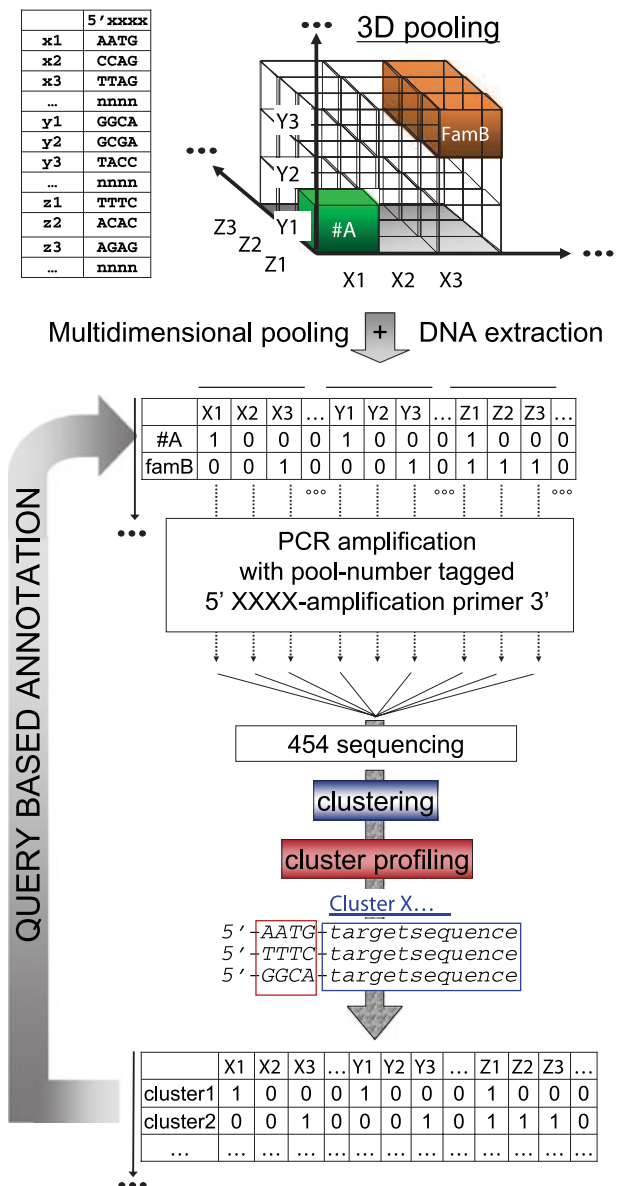 5'xxxx
x1 AATG
x2 CCAG
x3 TTAG
… nnnn
y1 GGCA
y2 GCGA
y3 TACC
… nnnn
z1 TTTC
z2 ACAC
z3 AGAG
… nnnn
3D pooling
•••
FamB
Y3
Y2
Y1
•••
Z3
Z2
Z1
#A
X1 X2 X3
•••
Multidimensional pooling + DNA extraction
X1 X2 X3 … Y1 Y2 Y3 … Z1 Z2 Z3 …
#A 1 0 0 0 1 0 0 0 1 0 0 0
famB 0 0 1 0 0 0 1 0 1 1 1 0
•••
°°° °°° °°°
PCR amplification
with pool-number tagged
5' XXXX-amplification primer 3'
454 sequencing
clustering
cluster profiling
Cluster X…
5'-AATG-targetsequence
5'-TTTC-targetsequence
5'-GGCA-targetsequence
QUERY BASED ANNOTATION
X1 X2 X3 … Y1 Y2 Y3 … Z1 Z2 Z3 …
cluster1 1 0 0 0 1 0 0 0 1 0 0 0
cluster2 0 0 1 0 0 0 1 0 1 1 1 0
… … … … … … … … … … … … …
•••